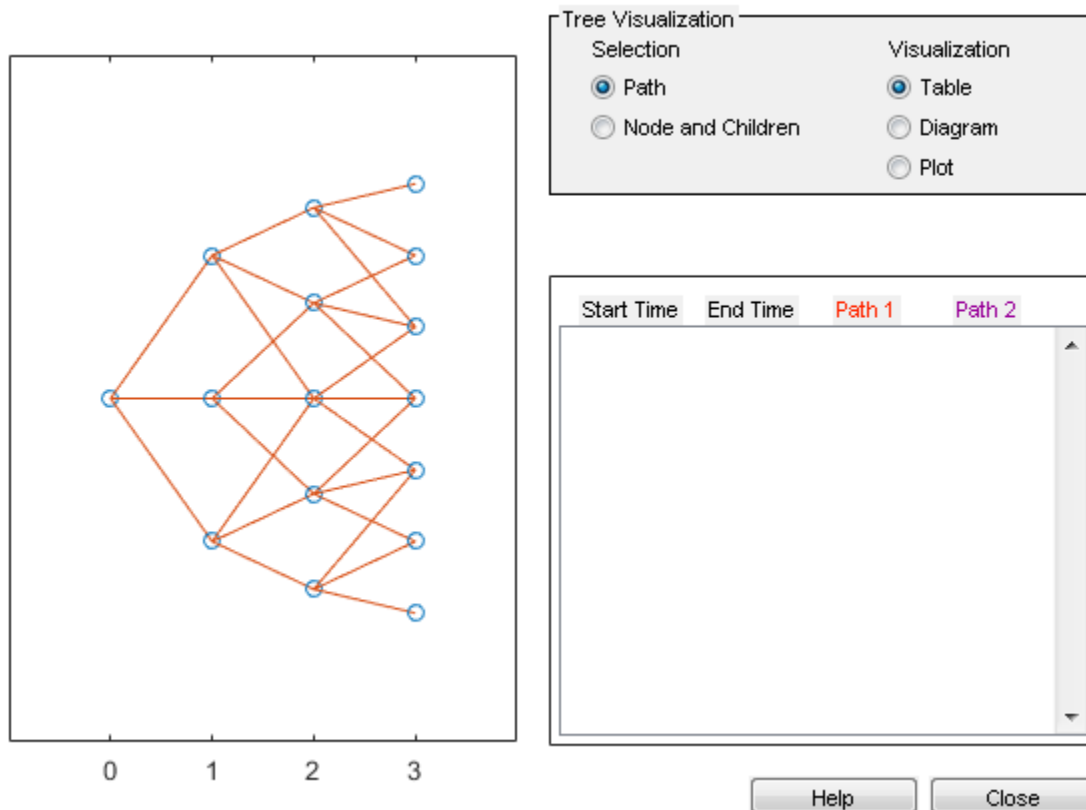 Tree Visualization
Selection Visualization
Path Table
Node and Children Diagram
Plot
Start Time End Time Path 1 Path 2
0 1 2 3
Help Close